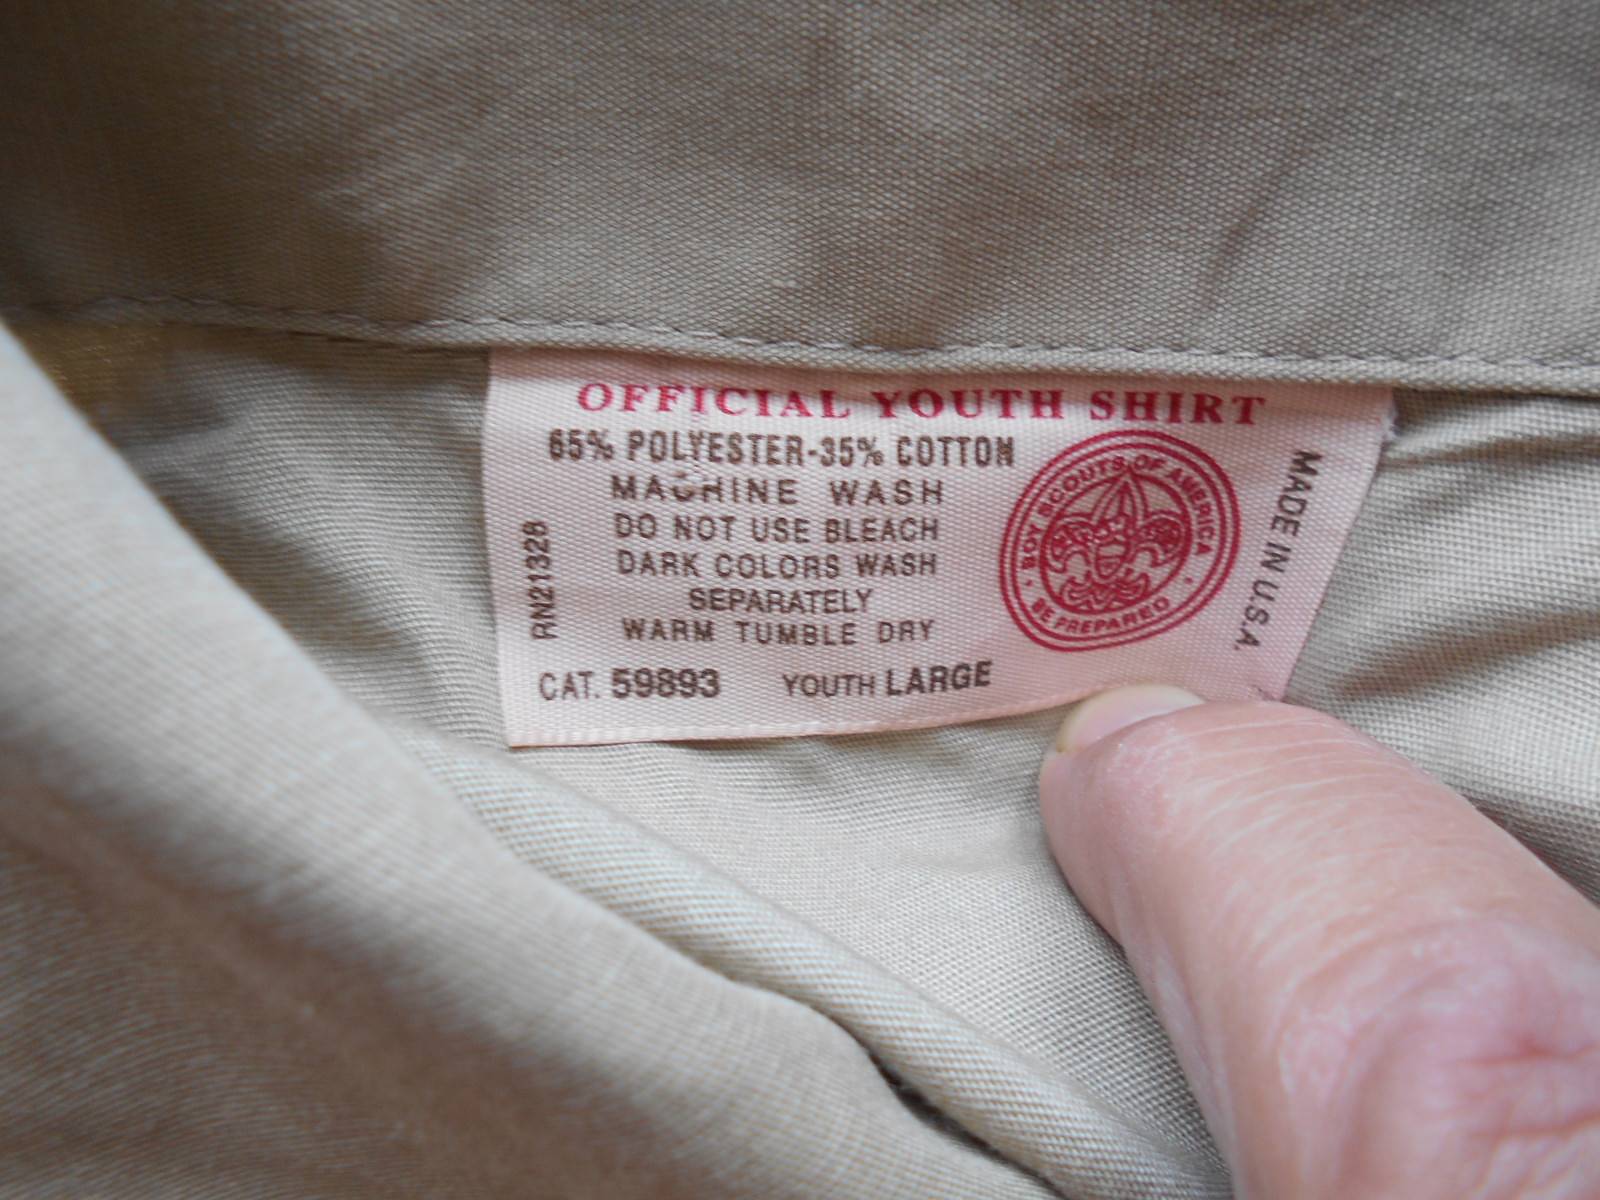 OFFICIAL YOUTH SHIRT
65% POLYESTER-35% COTTON
MACHINE WASH
DO NOT USE BLEACH
DARK COLORS WASH
SEPARATELY
WARM TUMBLE DRY
CAT. 59893 YOUTH LARGE
RN21328
BOY SCOUTS OF AMERICA
BE PREPARED
MADE IN U.S.A.